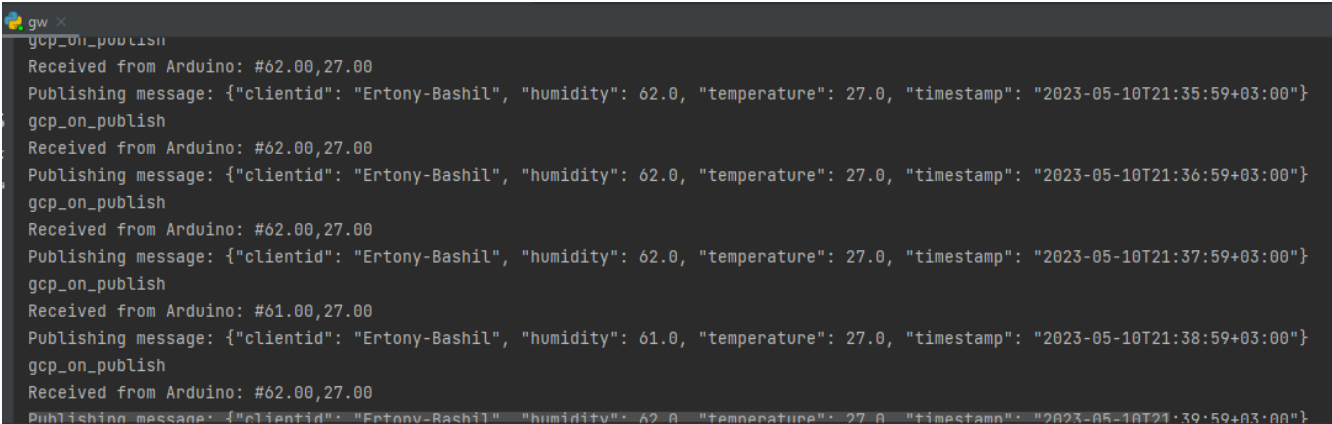 gw
gcp_on_publish
Received from Arduino: #62.00,27.00
Publishing message: {"clientid": "Ertony-Bashil", "humidity": 62.0, "temperature": 27.0, "timestamp": "2023-05-10T21:35:59+03:00"}
gcp_on_publish
Received from Arduino: #62.00,27.00
Publishing message: {"clientid": "Ertony-Bashil", "humidity": 62.0, "temperature": 27.0, "timestamp": "2023-05-10T21:36:59+03:00"}
gcp_on_publish
Received from Arduino: #62.00,27.00
Publishing message: {"clientid": "Ertony-Bashil", "humidity": 62.0, "temperature": 27.0, "timestamp": "2023-05-10T21:37:59+03:00"}
gcp_on_publish
Received from Arduino: #61.00,27.00
Publishing message: {"clientid": "Ertony-Bashil", "humidity": 61.0, "temperature": 27.0, "timestamp": "2023-05-10T21:38:59+03:00"}
gcp_on_publish
Received from Arduino: #62.00,27.00
Publishing message: {"clientid": "Ertony-Bashil", "humidity": 62.0, "temperature": 27.0, "timestamp": "2023-05-10T21:39:59+03:00"}